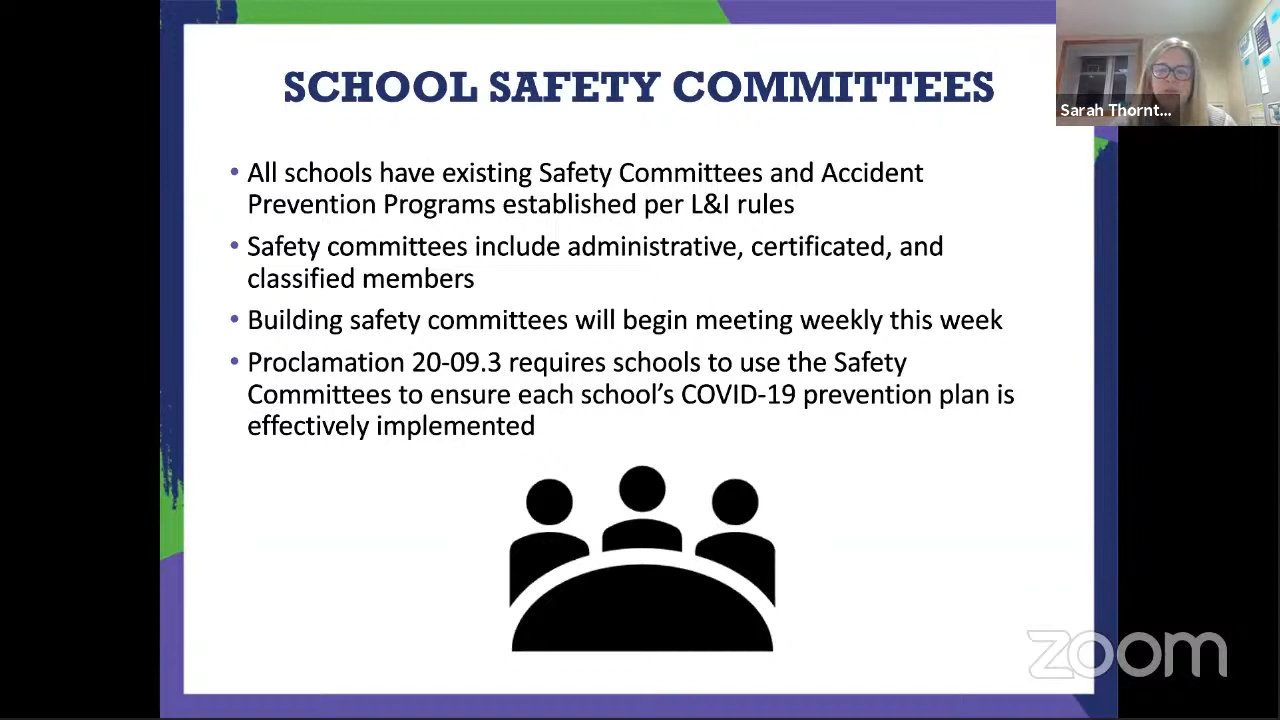 SCHOOL SAFETY COMMITTEES
Sarah Thornt...
• All schools have existing Safety Committees and Accident
Prevention Programs established per L&I rules
• Safety committees include administrative, certificated, and
classified members
• Building safety committees will begin meeting weekly this week
• Proclamation 20-09.3 requires schools to use the Safety
Committees to ensure each school’s COVID-19 prevention plan is
effectively implemented
zoom